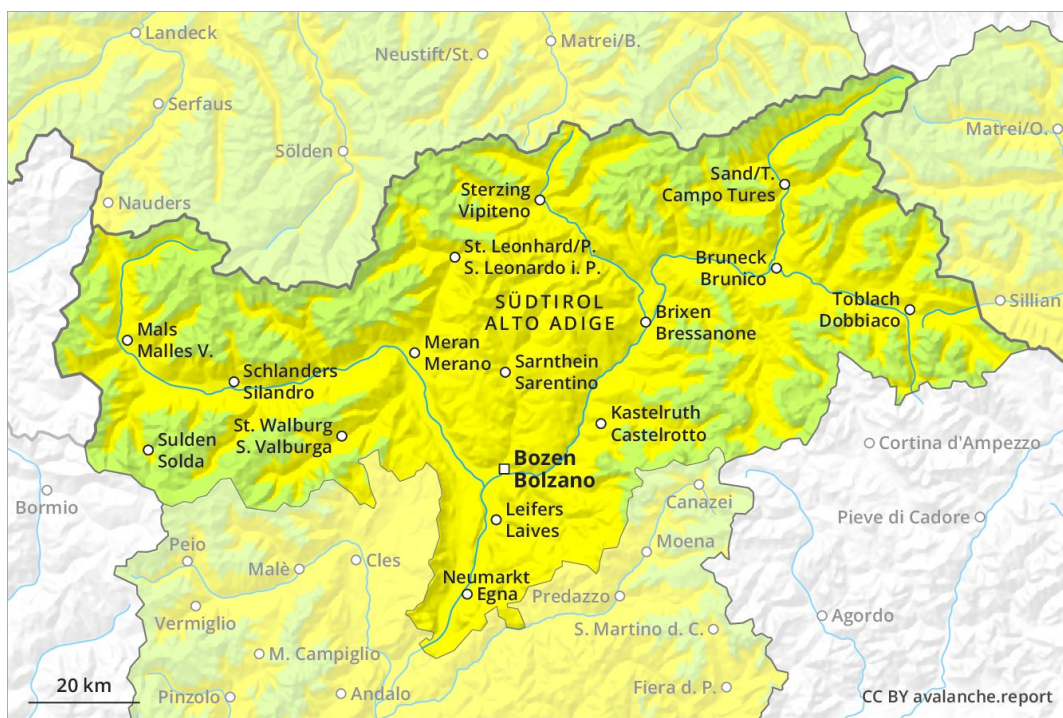 Landeck
Matrei/B.
Neustift/St.
Serfaus
Matrei/O.
Sölden
Sand/T.
Campo Tures
Sterzing
Vipiteno
Nauders
St. Leonhard/P.
S. Leonardo i. P.
Bruneck
Brunico
SÜDTIROL
ALTO ADIGE
Toblach
Dobbiaco
Sillian
Brixen
Bressanone
Mals
Malles V.
Meran
Merano
Sarnthein
Sarentino
Schlanders
Silandro
Kastelruth
Castelrotto
St. Walburg
S. Valburga
Sulden
Solda
Cortina d'Ampezzo
Bozen
Bolzano
Bormio
Canazei
Leifers
Laives
Pieve di Cadore
Peio
Cles
Moena
Malè
Neumarkt
Egna
Predazzo
Vermiglio
Agordo
S. Martino d. C.
M. Campiglio
20 km
Pinzolo
Andalo
Fiera d. P.
CC BY avalanche.report